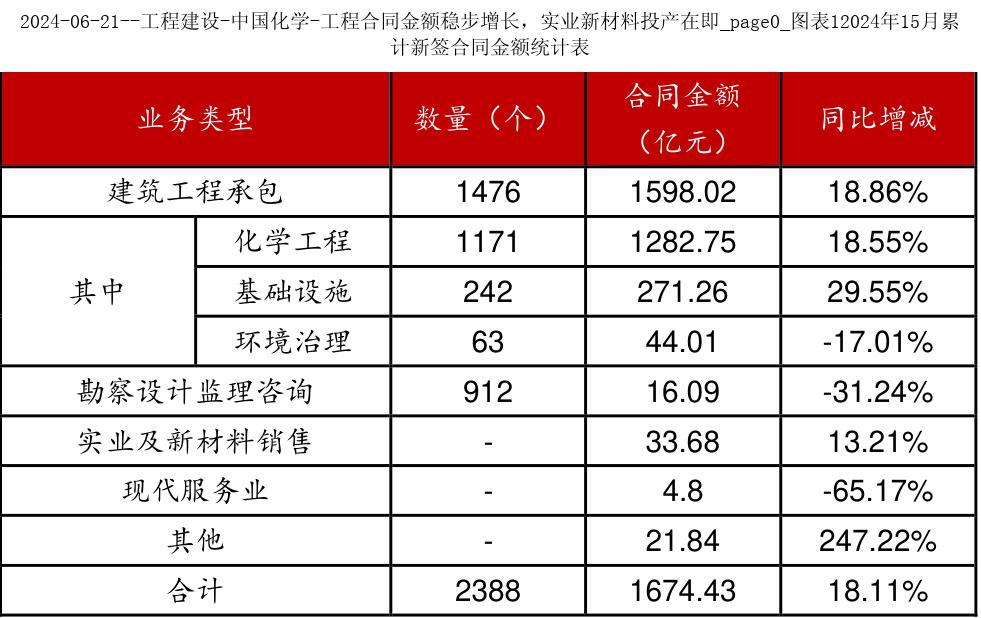 2024-06-21--工程建设-中国化学-工程合同金额稳步增长，实业新材料投产在即_page0_图表12024年15月累
计新签合同金额统计表
业务类型 数量（个） 合同金额（亿元） 同比增减
建筑工程承包 1476 1598.02 18.86%
其中 化学工程 1171 1282.75 18.55%
基础设施 242 271.26 29.55%
环境治理 63 44.01 -17.01%
勘察设计监理咨询 912 16.09 -31.24%
实业及新材料销售 - 33.68 13.21%
现代服务业 - 4.8 -65.17%
其他 - 21.84 247.22%
合计 2388 1674.43 18.11%